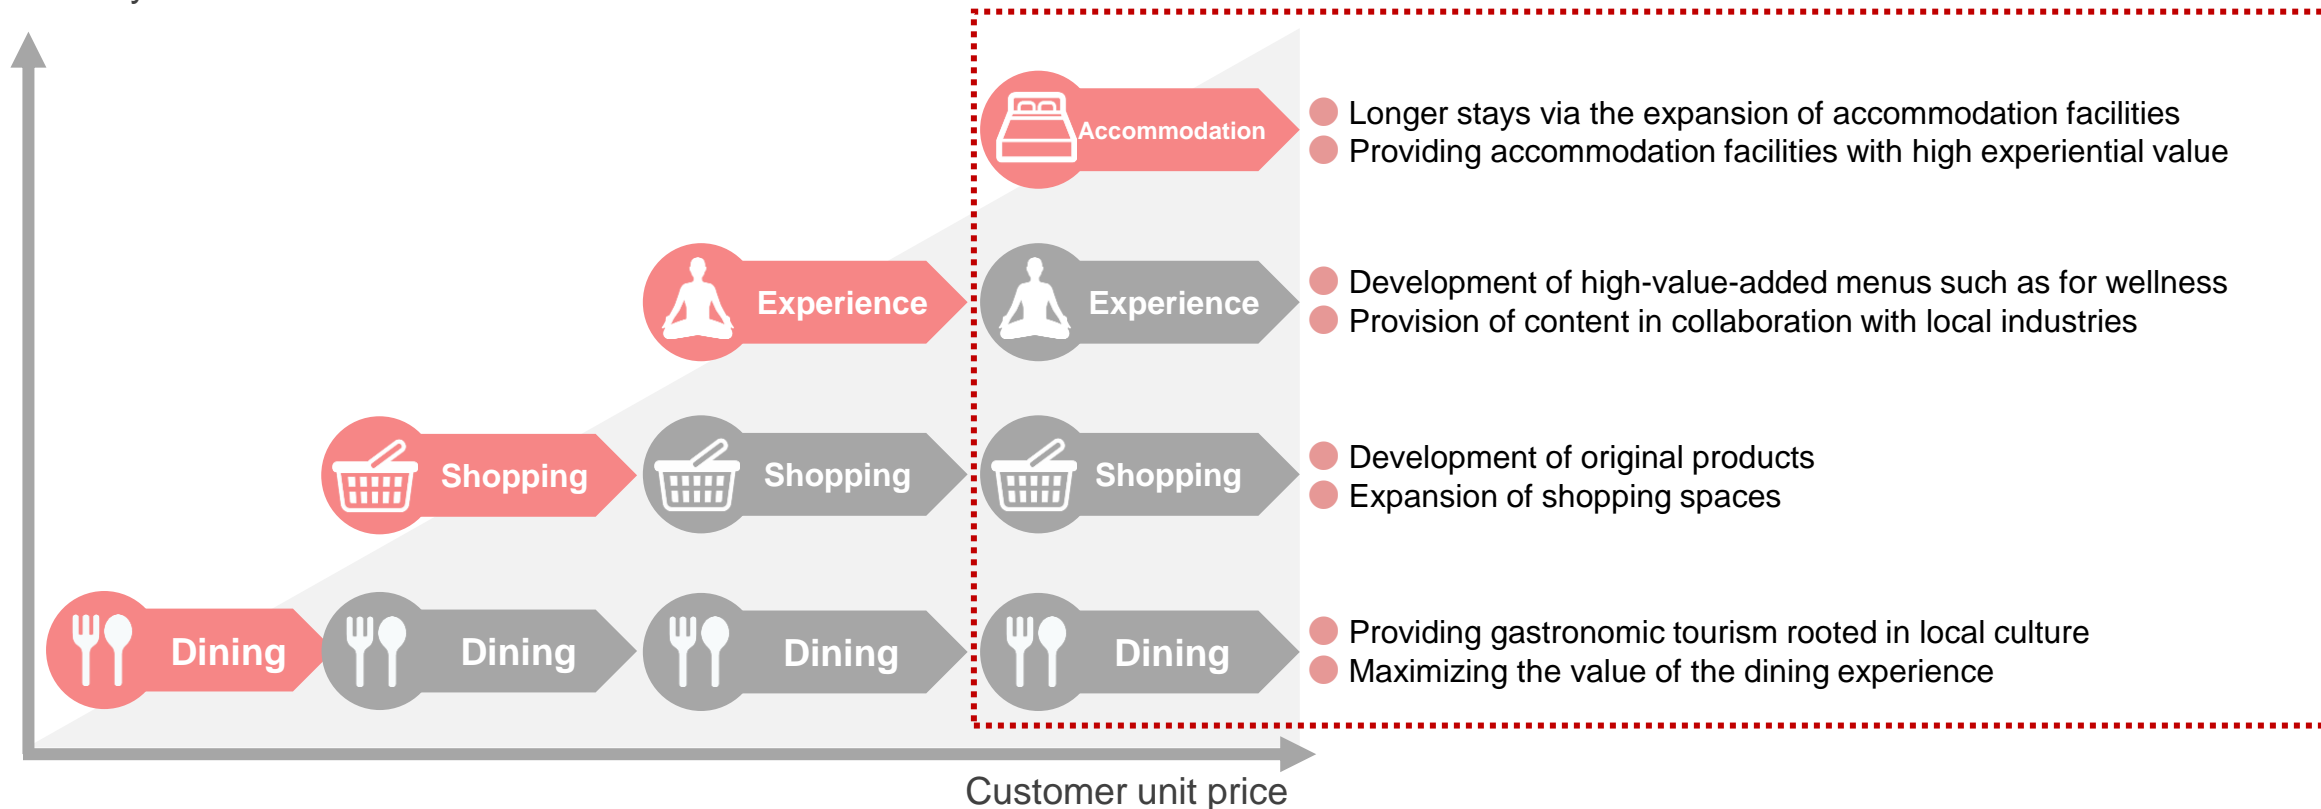 Accommodation
Longer stays via the expansion of accommodation facilities
Providing accommodation facilities with high experiential value
Experience
Experience
Development of high-value-added menus such as for wellness
Provision of content in collaboration with local industries
Shopping
Shopping
Shopping
Development of original products
Expansion of shopping spaces
Dining
Dining
Dining
Dining
Providing gastronomic tourism rooted in local culture
Maximizing the value of the dining experience
Customer unit price